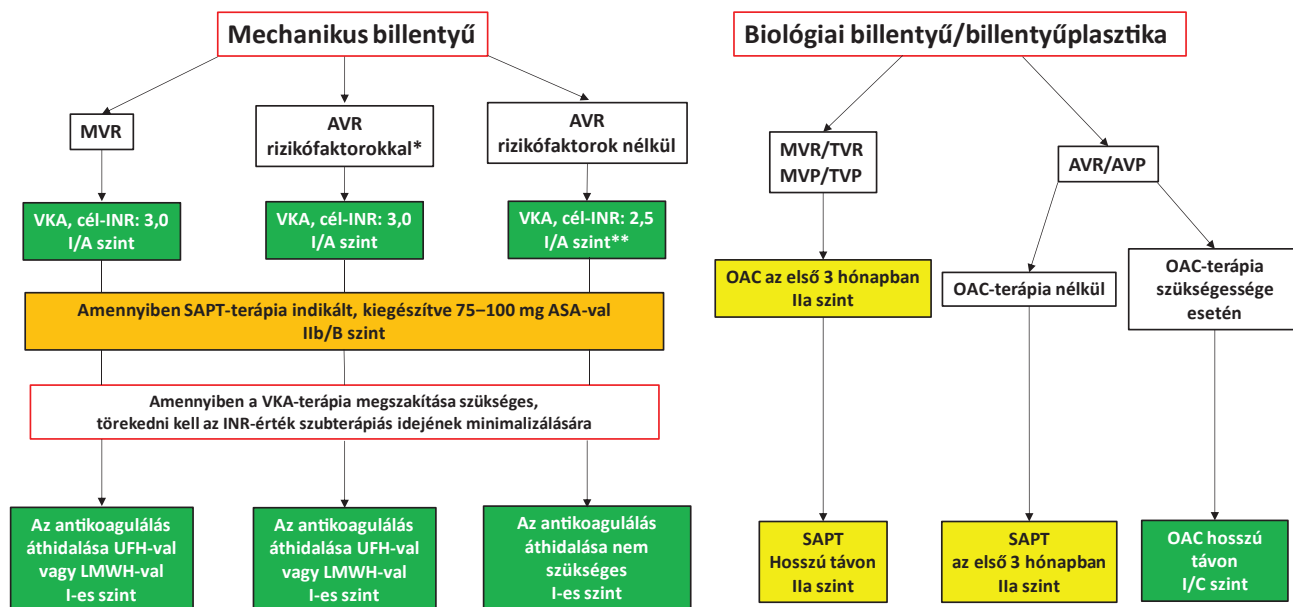 Mechanikus billentyű
MVR
AVR
rizikófaktorokkal*
AVR
rizikófaktorok nélkül
VKA, cél-INR: 3,0
I/A szint
VKA, cél-INR: 3,0
I/A szint
VKA, cél-INR: 2,5
I/A szint**
Amennyiben SAPT-terápia indikált, kiegészítve 75–100 mg ASA-val
IIb/B szint
Amennyiben a VKA-terápia megszakítása szükséges,
törekedni kell az INR-érték szubterápiás idejének minimalizálására
Az antikoagulálás
áthidalása UFH-val
vagy LMWH-val
I-es szint
Az antikoagulálás
áthidalása UFH-val
vagy LMWH-val
I-es szint
Az antikoagulálás
áthidalása nem
szükséges
I-es szint
Biológiai billentyű/billentyűplasztika
MVR/TVR
MVP/TVP
AVR/AVP
OAC az első 3 hónapban
IIa szint
OAC-terápia nélkül
OAC-terápia
szükségessége
esetén
SAPT
Hosszú távon
IIa szint
SAPT
az első 3 hónapban
IIa szint
OAC hosszú
távon
I/C szint